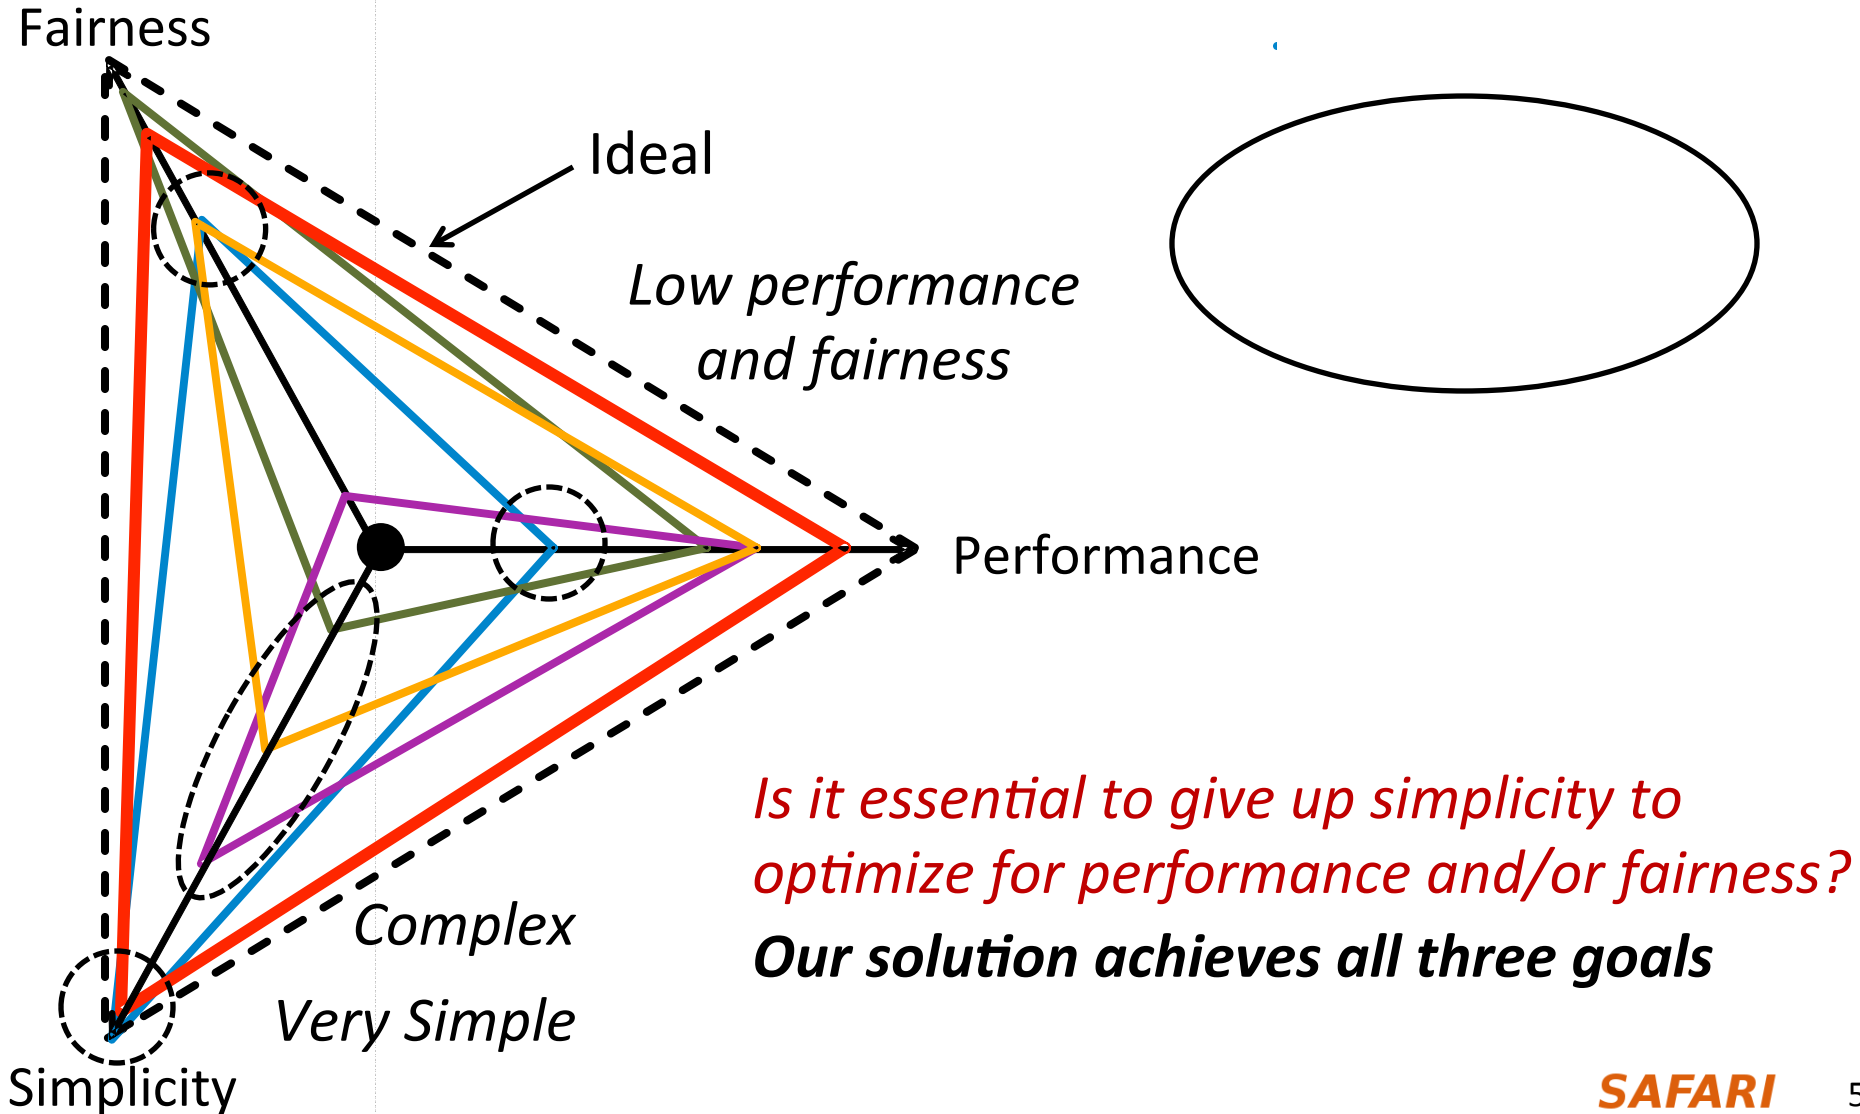 Fairness
Ideal
Low performance
and fairness
Performance
Is it essential to give up simplicity to
optimize for performance and/or fairness?
Complex
Our solution achieves all three goals
Very Simple
Simplicity
SAFARI 5